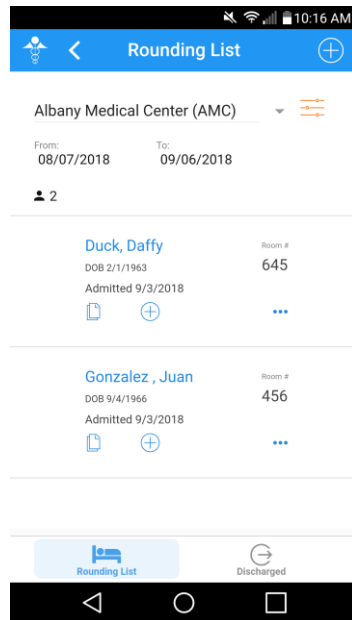 10:16 AM
Rounding List
Albany Medical Center (AMC)
From: To:
08/07/2018 09/06/2018
2
Duck, Daffy Room #
DOB 2/1/1963 645
Admitted 9/3/2018
Gonzalez , Juan Room #
DOB 9/4/1966 456
Admitted 9/3/2018
Rounding List Discharged